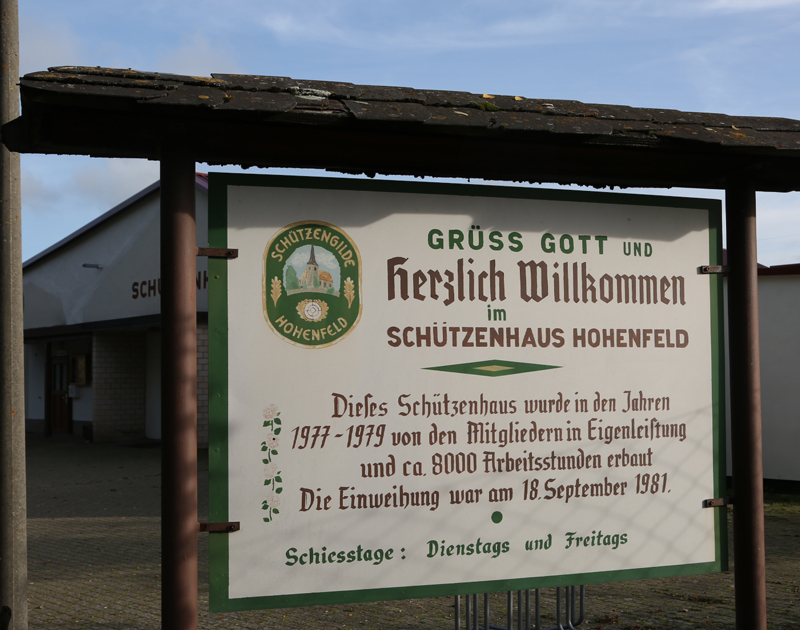 SCHÜTZENGILDE
HOHENFELD
GRÜSS GOTT UND
Herzlich Willkommen
im
SCHÜTZENHAUS HOHENFELD
Dieſes Schützenhaus wurde in den Jahren
1977-1979 von den Mitgliedern in Eigenleiſtung
und ca. 8000 Arbeitsstunden erbaut
Die Einweihung war am 18. September 1981.
Schiesstage: Dienstags und Freitags